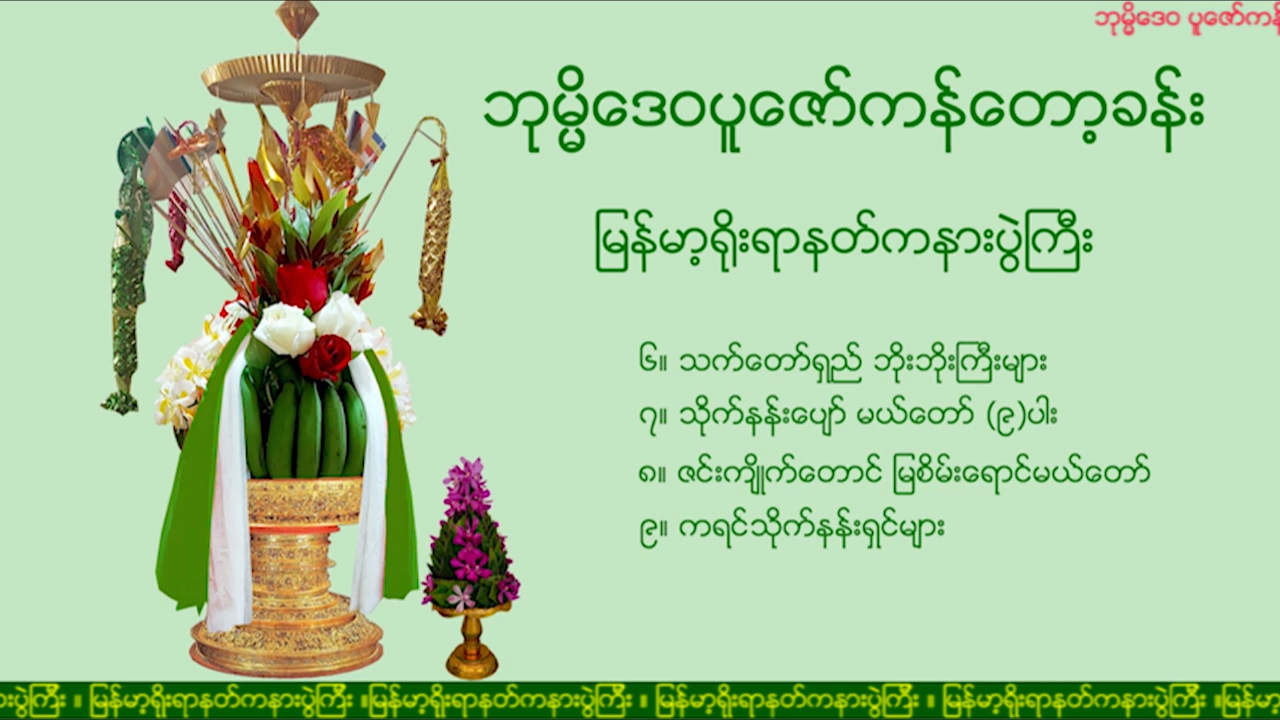 ဘုမ္မိဒေဝ ပူဇော်ကန်
ဘုမ္မိဒေဝပူဇော်ကန်တော့ခန်း
မြန်မာ့ရိုးရာနတ်ကနားပွဲကြီး
၆။ သက်တော်ရှည် ဘိုးဘိုးကြီးများ
၇။ သိုက်နန်းပျော် မယ်တော် (၉)ပါး
၈။ ဇင်းကျိုက်တောင် မြစိမ်းရောင်မယ်တော်
၉။ ကရင်သိုက်နန်းရှင်များ
ားပွဲကြီး ။ မြန်မာ့ရိုးရာနတ်ကနားပွဲကြီး ။မြန်မာ့ရိုးရာနတ်ကနားပွဲကြီး ။ မြန်မာ့ရိုးရာနတ်ကနားပွဲကြီး ။ မြန်မာ့ရိုးရာနတ်ကနားပွဲကြီး ။မြန်မာ့